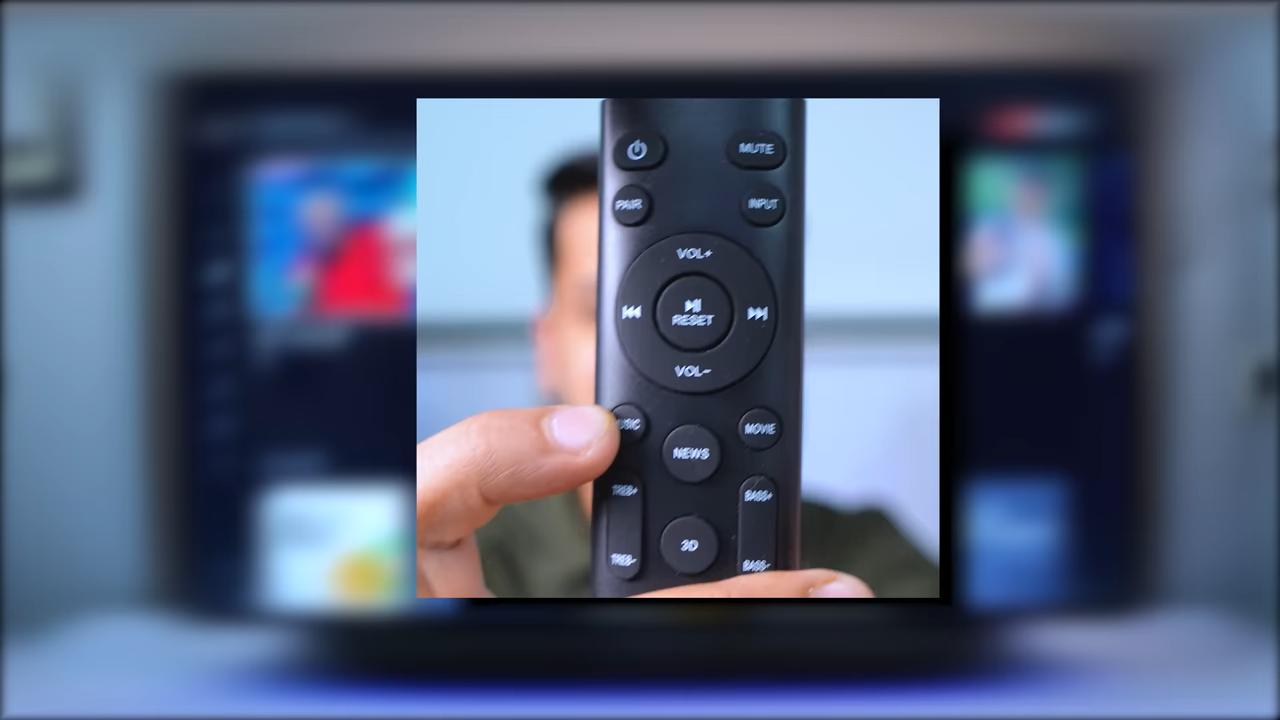 MUTE
PAIR
INPUT
VOL+
RESET
VOL-
MOVIE
NEWS
TREB+
BASS+
3D
TREB-
BASS-